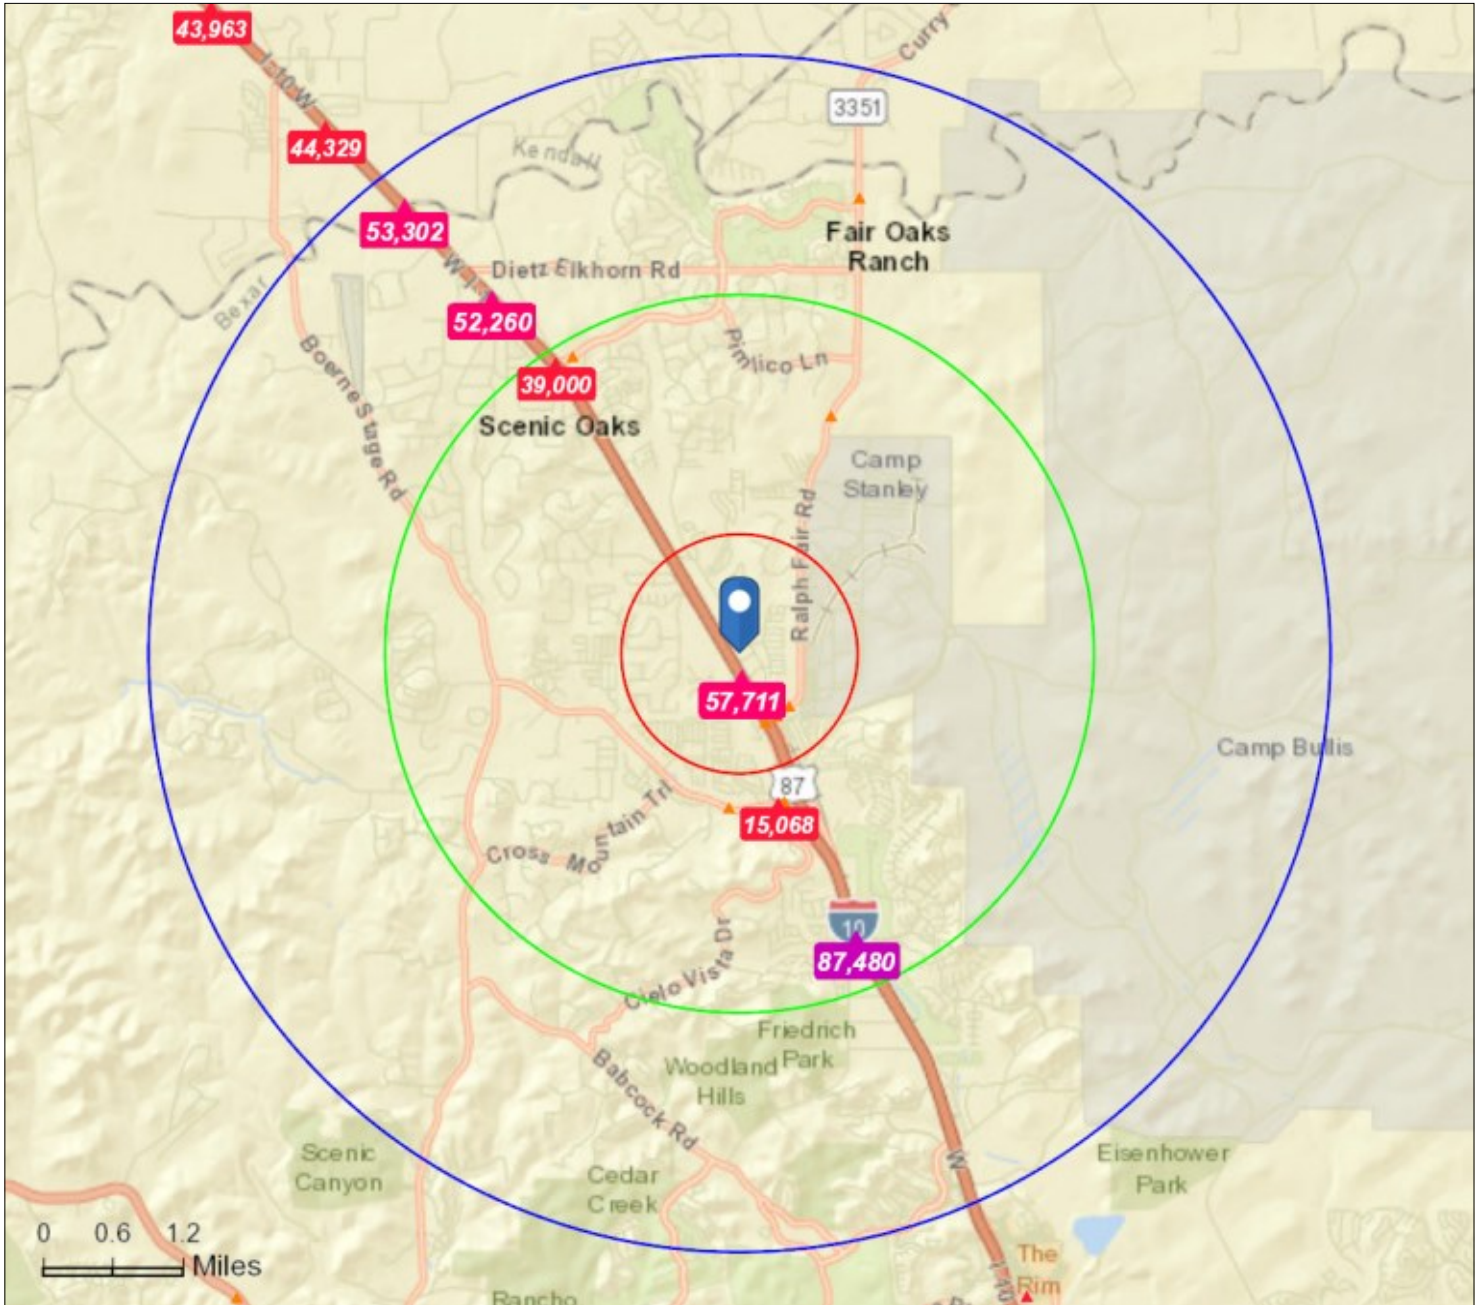 43,963
I-10 W
Curry
3351
44,329
Kendall
53,302
Fair Oaks
Ranch
W I-
Dietz Elkhorn Rd
Bexar
52,260
Pimlico Ln
Boerne Stage Rd
39,000
Scenic Oaks
Camp
Stanley
Ralph Fair Rd
57,711
Camp Bullis
87
15,068
Cross Mountain Trl
10
87,480
Cielo Vista Dr
Friedrich
Park
Woodland
Hills
Babcock Rd
Scenic
Canyon
Cedar
Creek
W
Eisenhower
Park
0 0.6 1.2
Miles
The
Rim
I-10
Rancho